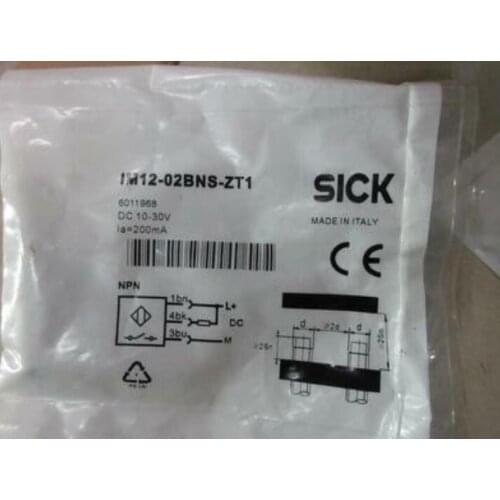 IM12-02BNS-ZT1
SICK
6011968
DC 10-30V
Ia=200mA
MADE IN ITALY
CE
NPN
1bn
L+
4bk
DC
3bu
M
d
≥2d
d